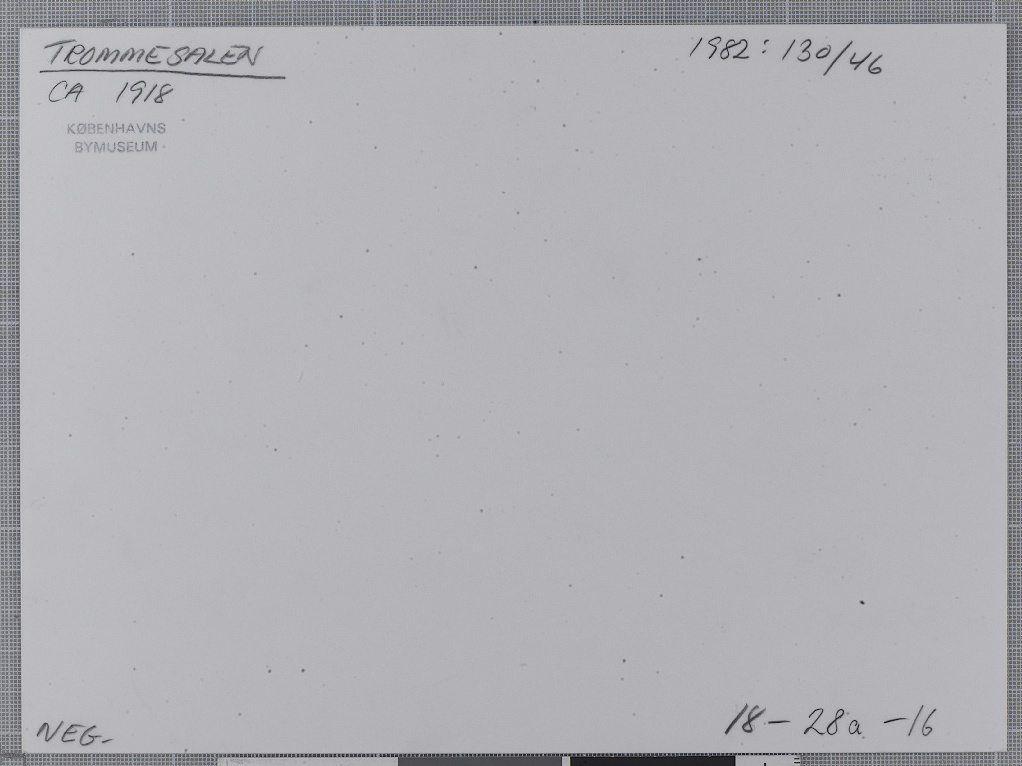 TROMMESALEN
1982: 130/46
CA 1918
KØBENHAVNS
BYMUSEUM
NEG.
18-28a-16